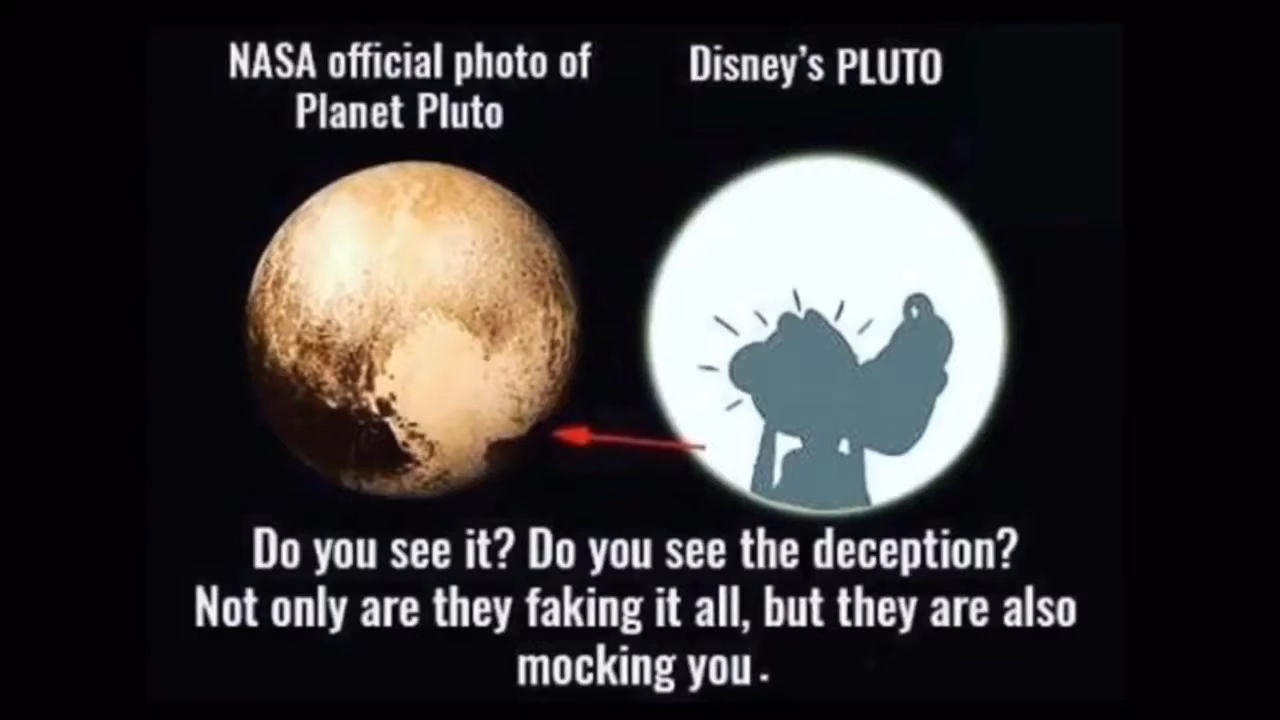 NASA official photo of
Planet Pluto
Disney's PLUTO
Do you see it? Do you see the deception?
Not only are they faking it all, but they are also
mocking you.